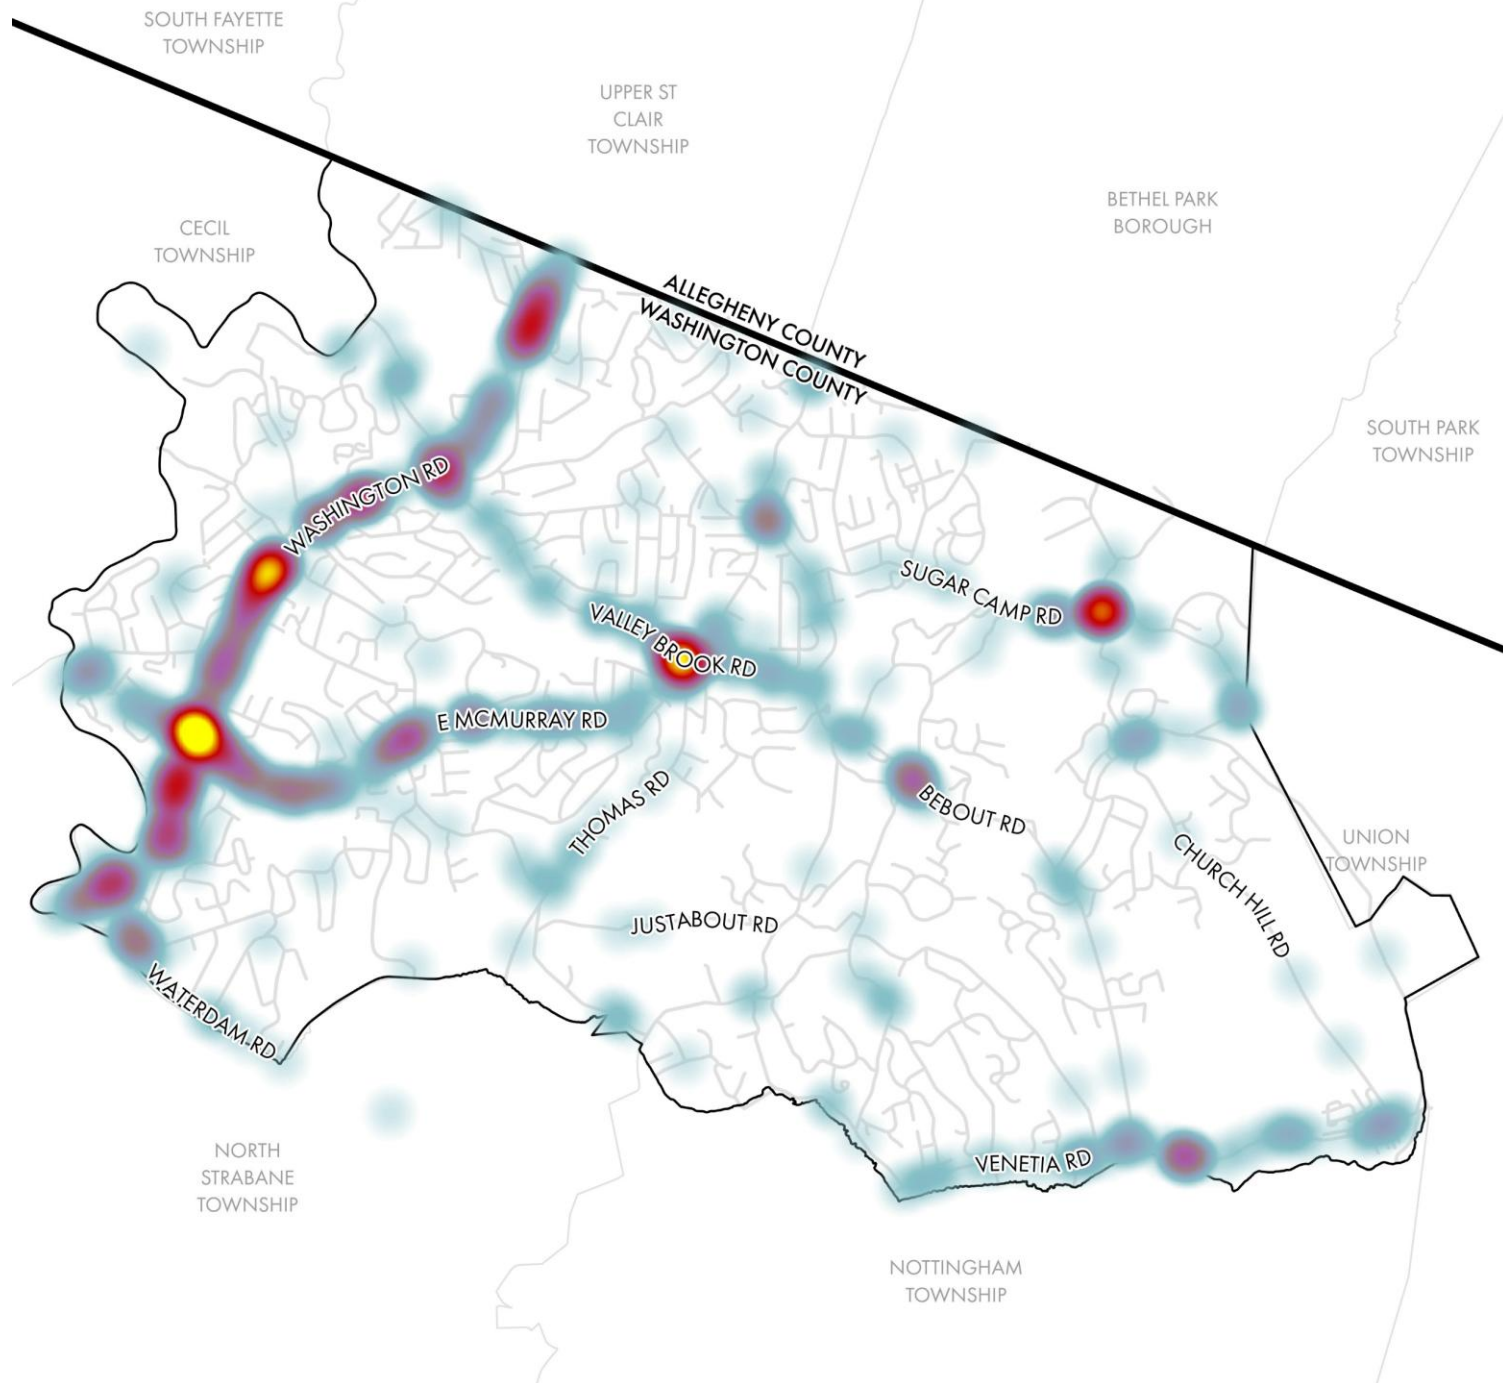 SOUTH FAYETTE
TOWNSHIP
UPPER ST
CLAIR
TOWNSHIP
BETHEL PARK
BOROUGH
CECIL
TOWNSHIP
ALLEGHENY COUNTY
WASHINGTON COUNTY
SOUTH PARK
TOWNSHIP
WASHINGTON RD
SUGAR CAMP RD
VALLEY BROOK RD
E MCMURRAY RD
THOMAS RD
BEBOUT RD
CHURCH HILL RD
UNION
TOWNSHIP
JUSTABOUT RD
WATERDAM RD
VENETIA RD
NORTH
STRABANE
TOWNSHIP
NOTTINGHAM
TOWNSHIP